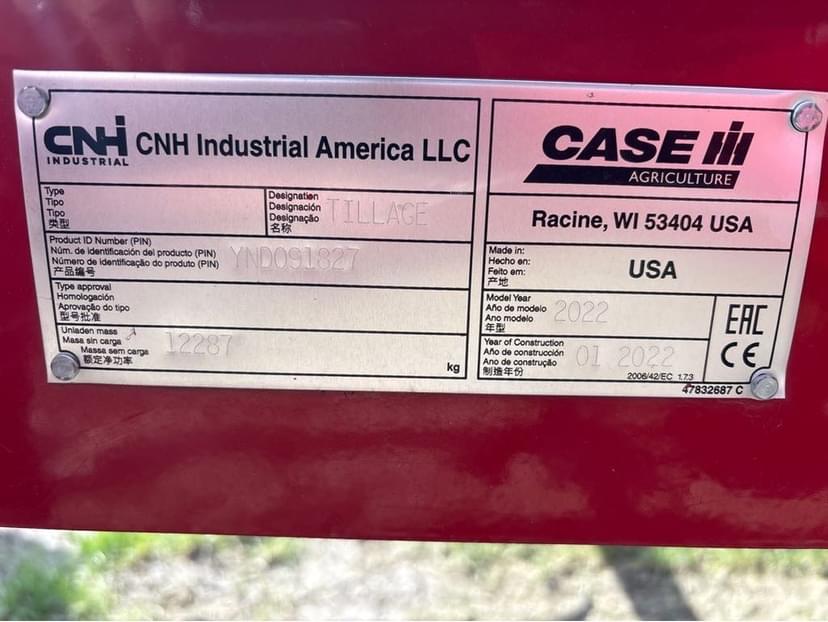 CNH
INDUSTRIAL
CNH Industrial America LLC
Type
Tipo
Tipo
类型
Designation
Designación
Designação
名称
TILLAGE
Product ID Number (PIN)
Núm. de identificación del producto (PIN)
Número de identificação do produto (PIN)
产品编号
YND091827
Type approval
Homologación
Aprovação do tipo
型号批准
Unladen mass
Masa sin carga
Massa sem carga
额定净功率
12287
kg
CASE IH
AGRICULTURE
Racine, WI 53404 USA
Made in:
Hecho en:
Feito em:
产地
USA
Model Year
Año de modelo
Ano modelo
年型
2022
Year of Construction
Año de construcción
Ano de construção
制造年份
01 2022
2006/42/EC 1.7.3
EAC
CE
47832687 C